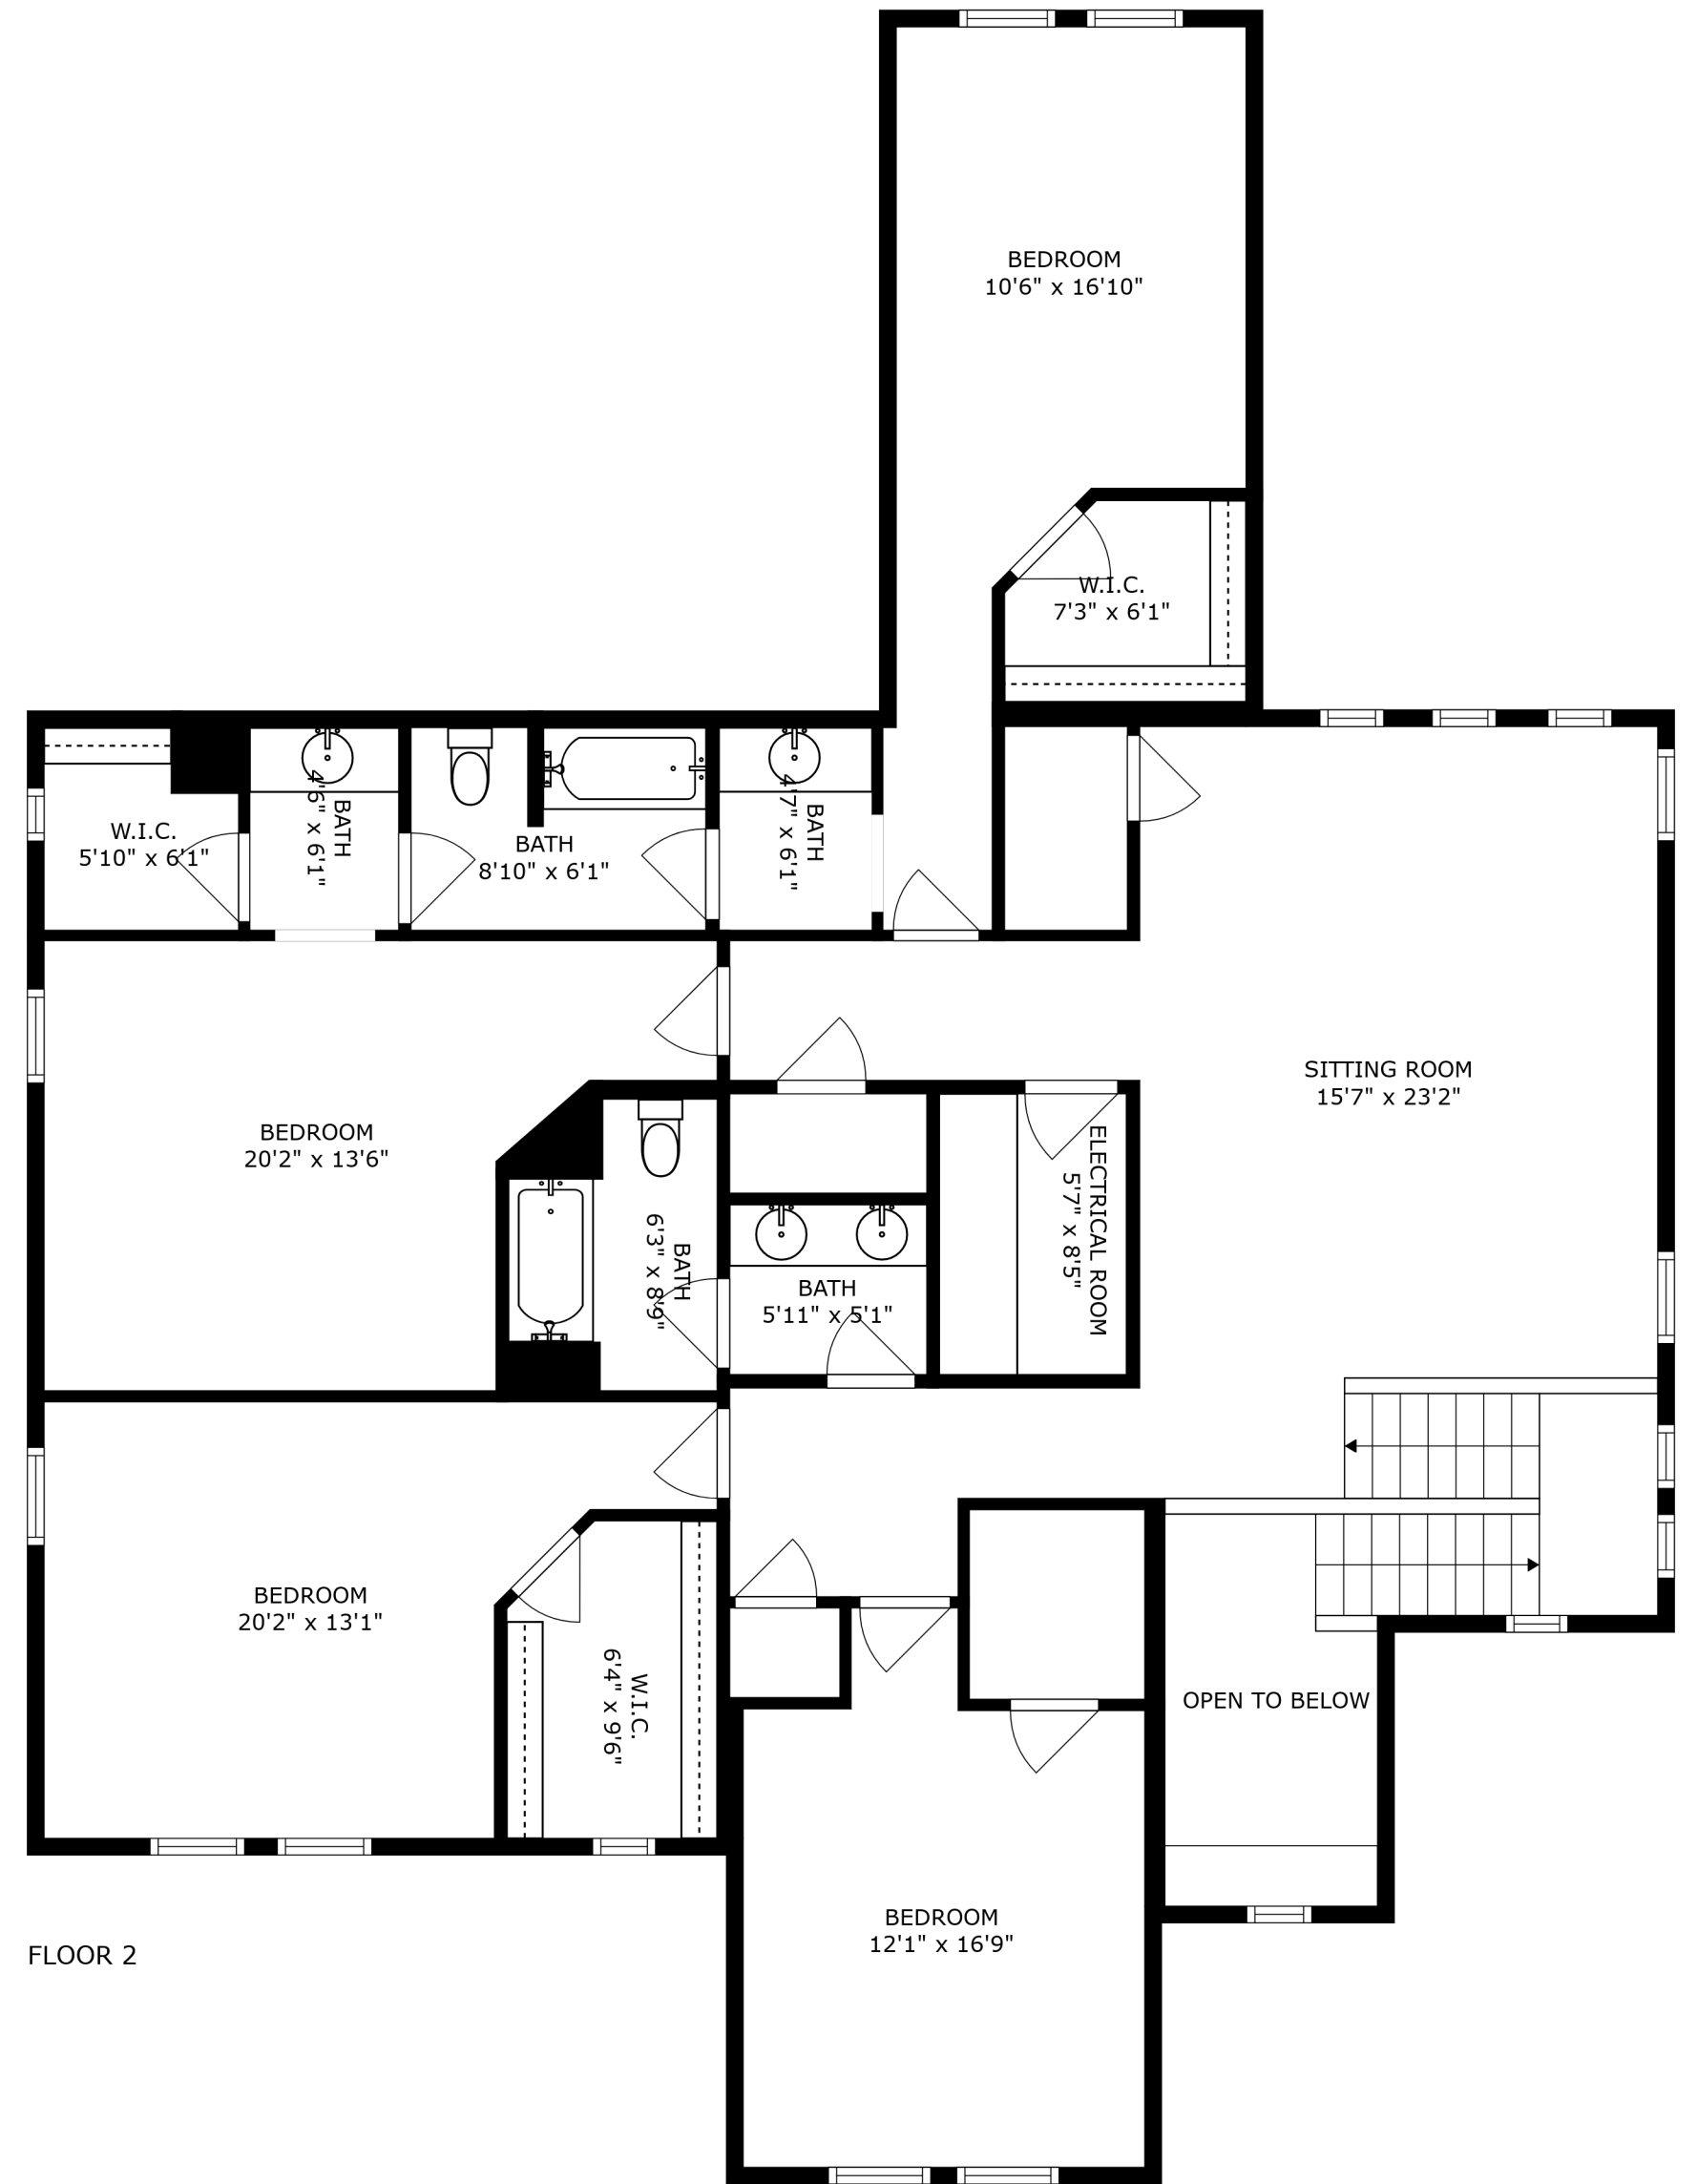 BEDROOM
10'6" x 16'10"
W.I.C.
7'3" x 6'1"
W.I.C.
5'10" x 6'1"
BATH
4'6" x 6'1"
BATH
8'10" x 6'1"
BATH
4'7" x 6'1"
SITTING ROOM
15'7" x 23'2"
BEDROOM
20'2" x 13'6"
BATH
6'3" x 8'9"
BATH
5'11" x 5'1"
ELECTRICAL ROOM
5'7" x 8'5"
BEDROOM
20'2" x 13'1"
W.I.C.
6'4" x 9'6"
OPEN TO BELOW
BEDROOM
12'1" x 16'9"
FLOOR 2